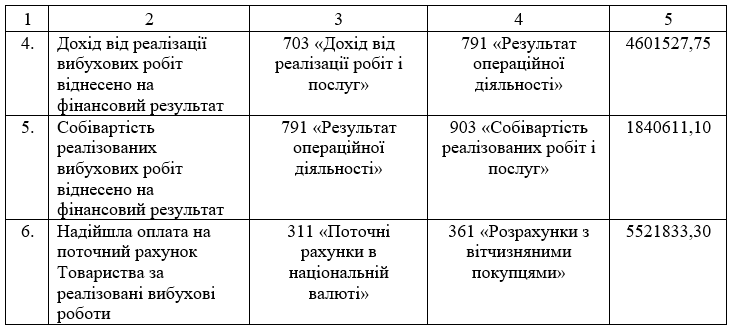 1 2 3 4 5
4. Дохід від реалізації вибухових робіт віднесено на фінансовий результат
703 «Дохід від реалізації робіт і послуг»
791 «Результат операційної діяльності»
4601527,75
5. Собівартість реалізованих вибухових робіт віднесено на фінансовий результат
791 «Результат операційної діяльності»
903 «Собівартість реалізованих робіт і послуг»
1840611,10
6. Надійшла оплата на поточний рахунок Товариства за реалізовані вибухові роботи
311 «Поточні рахунки в національній валюті»
361 «Розрахунки з вітчизняними покупцями»
5521833,30